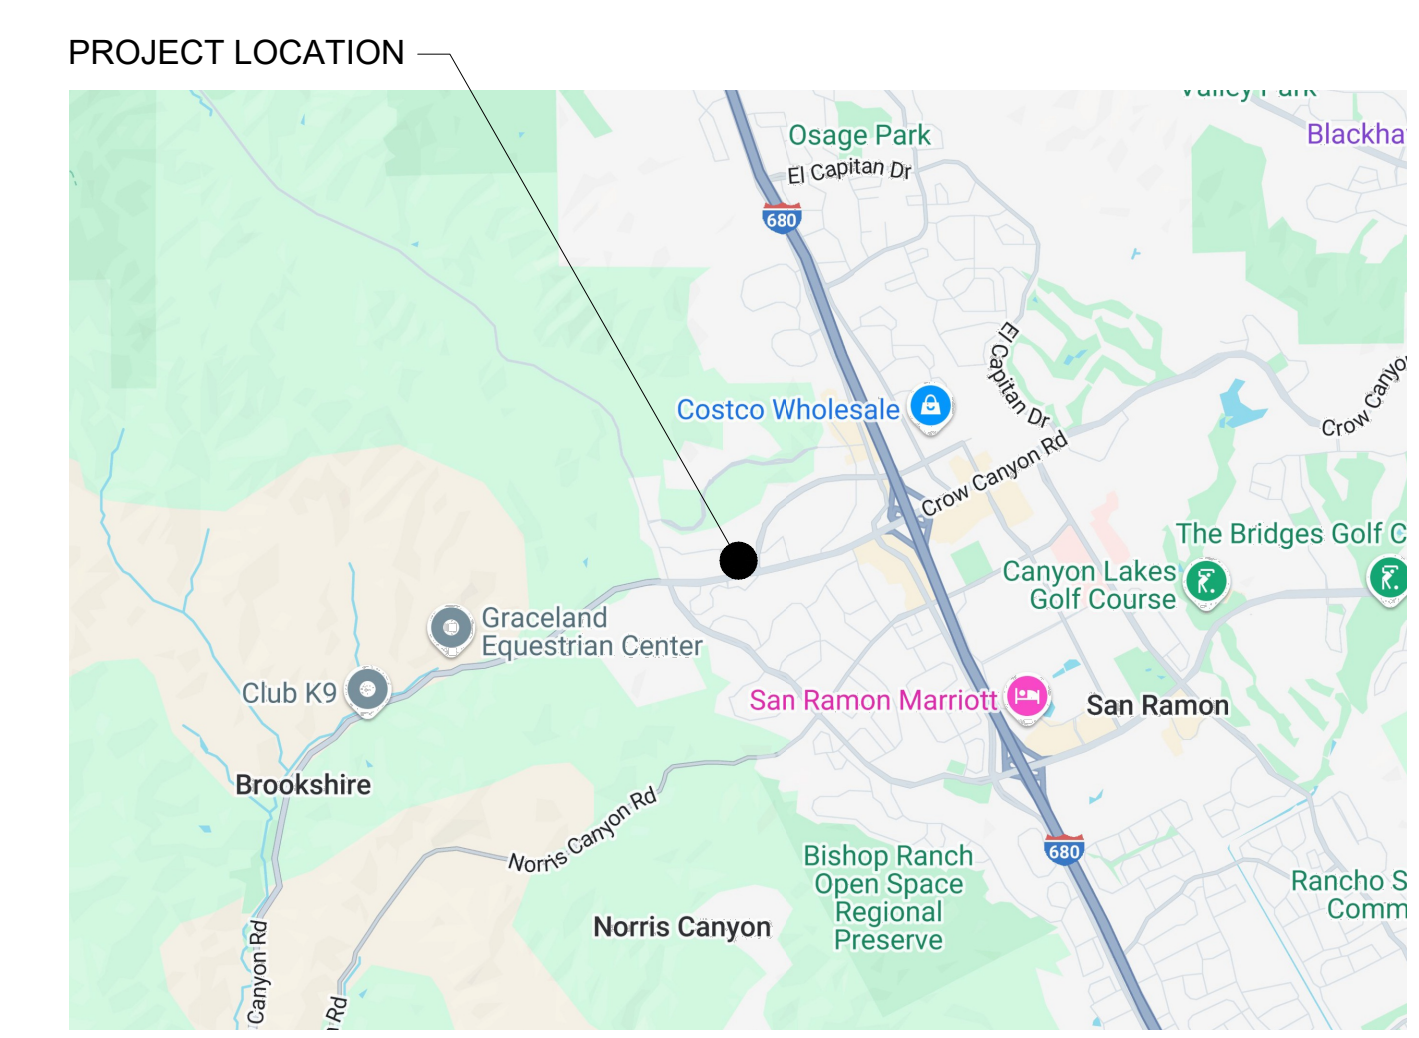 PROJECT LOCATION
Valley Park
Osage Park
Blackha
El Capitan Dr
680
El Capitan Dr
Crow Canyo
Costco Wholesale
Crow Canyon Rd
The Bridges Golf C
Canyon Lakes
Golf Course
Graceland
Equestrian Center
Club K9
San Ramon Marriott
San Ramon
Brookshire
Norris Canyon Rd
680
Bishop Ranch
Open Space
Regional
Preserve
Rancho S
Comm
Norris Canyon
Canyon Rd
Rd